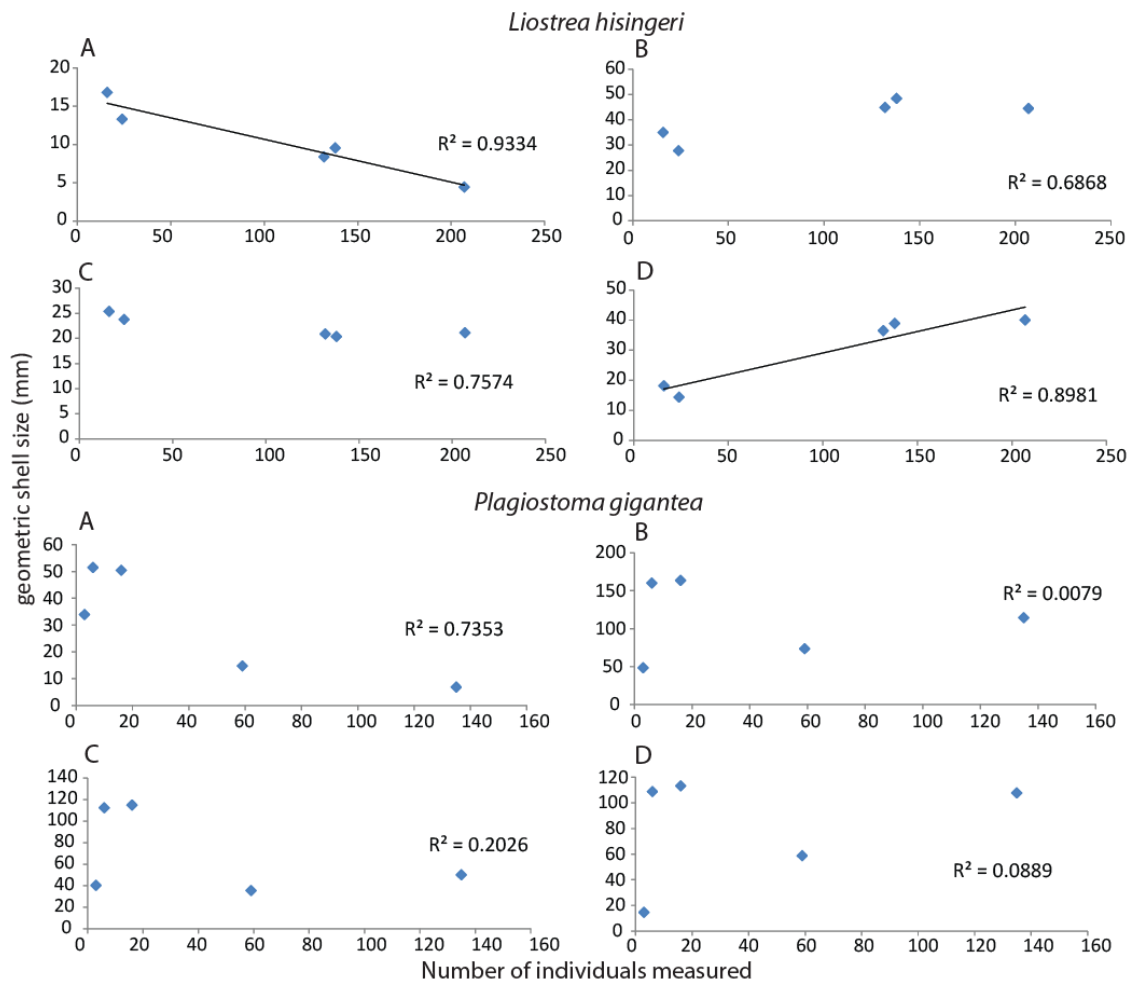 Liostrea hisingeri
A
20
15
10
5
0
0 50 100 150 200 250
R² = 0.9334
B
60
50
40
30
20
10
0
0 50 100 150 200 250
R² = 0.6868
C
30
25
20
15
10
5
0
0 50 100 150 200 250
R² = 0.7574
D
50
40
30
20
10
0
0 50 100 150 200 250
R² = 0.8981
geometric shell size (mm)
Plagiostoma gigantea
A
60
50
40
30
20
10
0
0 20 40 60 80 100 120 140 160
R² = 0.7353
B
200
150
100
50
0
0 20 40 60 80 100 120 140 160
R² = 0.0079
C
140
120
100
80
60
40
20
0
0 20 40 60 80 100 120 140 160
R² = 0.2026
D
120
100
80
60
40
20
0
0 20 40 60 80 100 120 140 160
R² = 0.0889
Number of individuals measured